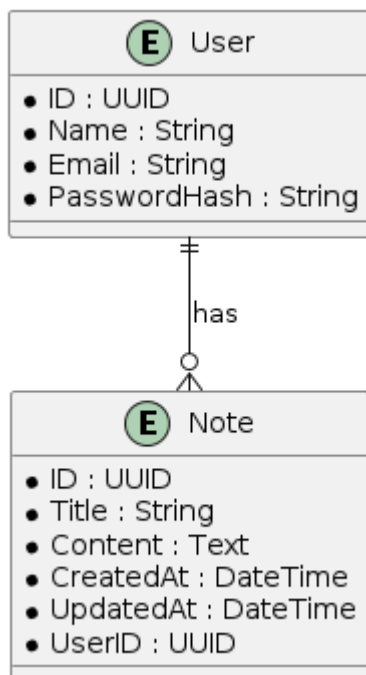 E User
ID : UUID
Name : String
Email : String
PasswordHash : String
has
E Note
ID : UUID
Title : String
Content : Text
CreatedAt : DateTime
UpdatedAt : DateTime
UserID : UUID